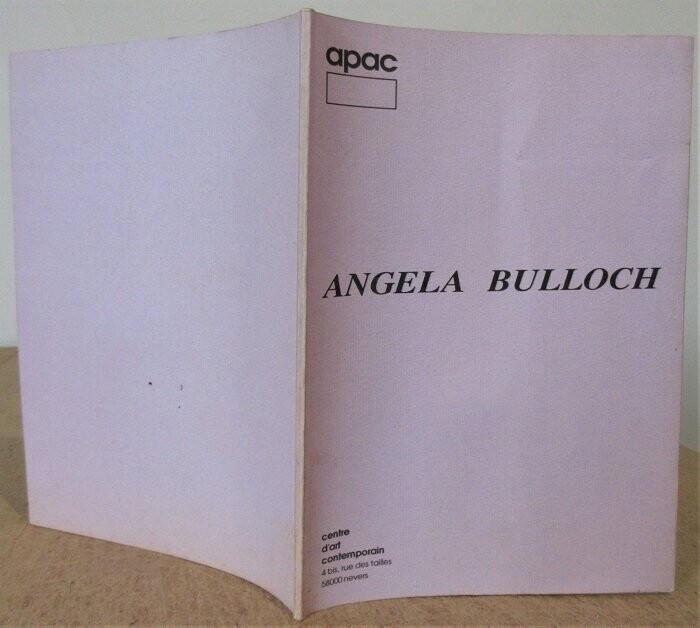 apac
ANGELA BULLOCH
centre
d'art
contemporain
4 bis, rue des tailles
58000 nevers